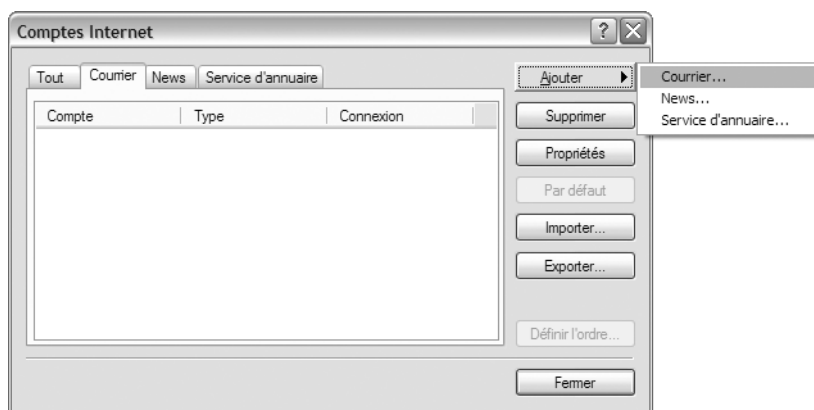 Comptes Internet
Tout Courrier News Service d'annuaire
Compte Type Connexion
Ajouter
Supprimer
Propriétés
Par défaut
Importer...
Exporter...
Définir l'ordre...
Fermer
Courrier...
News...
Service d'annuaire...